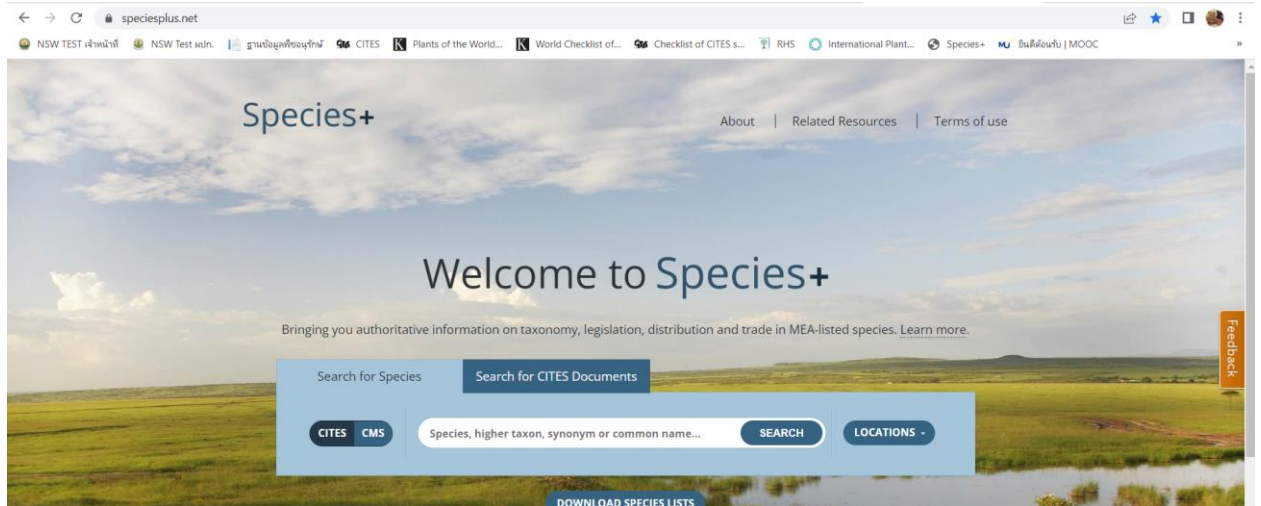 speciesplus.net
NSW TEST เจ้าหน้าที่ NSW Test ผปก. ฐานข้อมูลพืชอนุรักษ์ CITES Plants of the World... World Checklist of... Checklist of CITES s... RHS International Plant... Species+ ยินดีต้อนรับ | MOOC »
Species+
About | Related Resources | Terms of use
Welcome to Species+
Bringing you authoritative information on taxonomy, legislation, distribution and trade in MEA-listed species. Learn more.
Feedback
Search for Species Search for CITES Documents
CITES CMS Species, higher taxon, synonym or common name... SEARCH LOCATIONS -
DOWNLOAD SPECIES LISTS